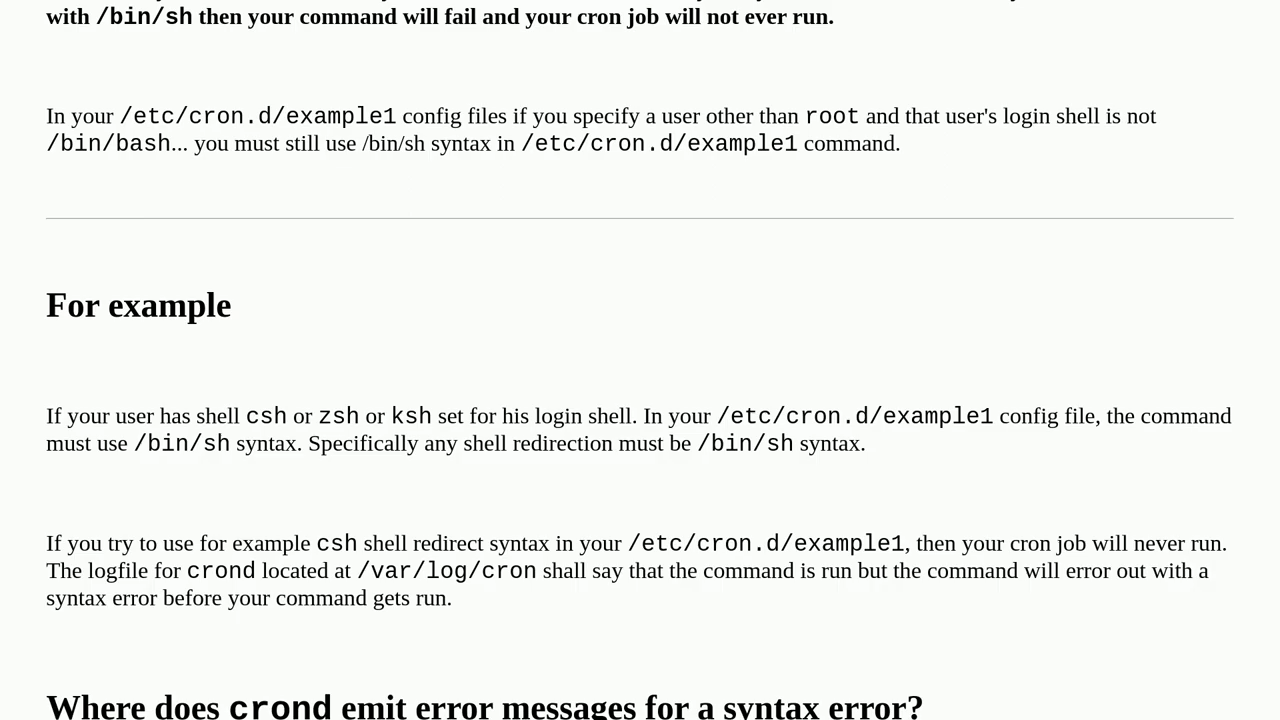 with /bin/sh then your command will fail and your cron job will not ever run.
In your /etc/cron.d/example1 config files if you specify a user other than root and that user's login shell is not
/bin/bash... you must still use /bin/sh syntax in /etc/cron.d/example1 command.
For example
If your user has shell csh or zsh or ksh set for his login shell. In your /etc/cron.d/example1 config file, the command
must use /bin/sh syntax. Specifically any shell redirection must be /bin/sh syntax.
If you try to use for example csh shell redirect syntax in your /etc/cron.d/example1, then your cron job will never run.
The logfile for crond located at /var/log/cron shall say that the command is run but the command will error out with a
syntax error before your command gets run.
Where does crond emit error messages for a syntax error?